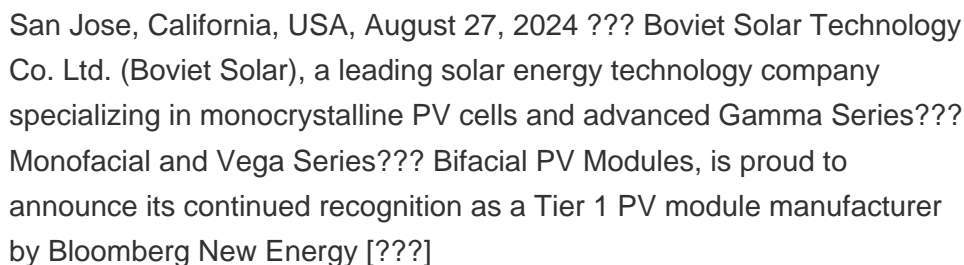 San Jose, California, USA, August 27, 2024 ??? Boviet Solar Technology
Co. Ltd. (Boviet Solar), a leading solar energy technology company
specializing in monocrystalline PV cells and advanced Gamma Series???
Monofacial and Vega Series??? Bifacial PV Modules, is proud to
announce its continued recognition as a Tier 1 PV module manufacturer
by Bloomberg New Energy [???]